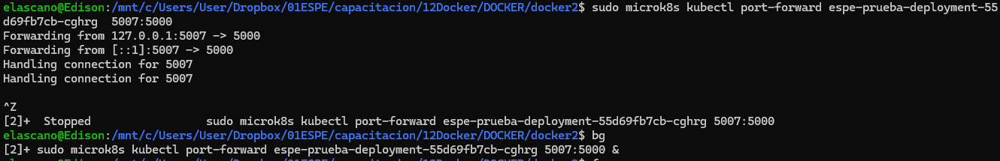 elascano@Edison:/mnt/c/Users/User/Dropbox/01ESPE/capacitacion/12Docker/DOCKER/docker2$ sudo microk8s kubectl port-forward espe-prueba-deployment-55
d69fb7cb-cghrg  5007:5000
Forwarding from 127.0.0.1:5007 -> 5000
Forwarding from [::1]:5007 -> 5000
Handling connection for 5007
Handling connection for 5007
^Z
[2]+  Stopped                 sudo microk8s kubectl port-forward espe-prueba-deployment-55d69fb7cb-cghrg 5007:5000
elascano@Edison:/mnt/c/Users/User/Dropbox/01ESPE/capacitacion/12Docker/DOCKER/docker2$ bg
[2]+ sudo microk8s kubectl port-forward espe-prueba-deployment-55d69fb7cb-cghrg 5007:5000 &